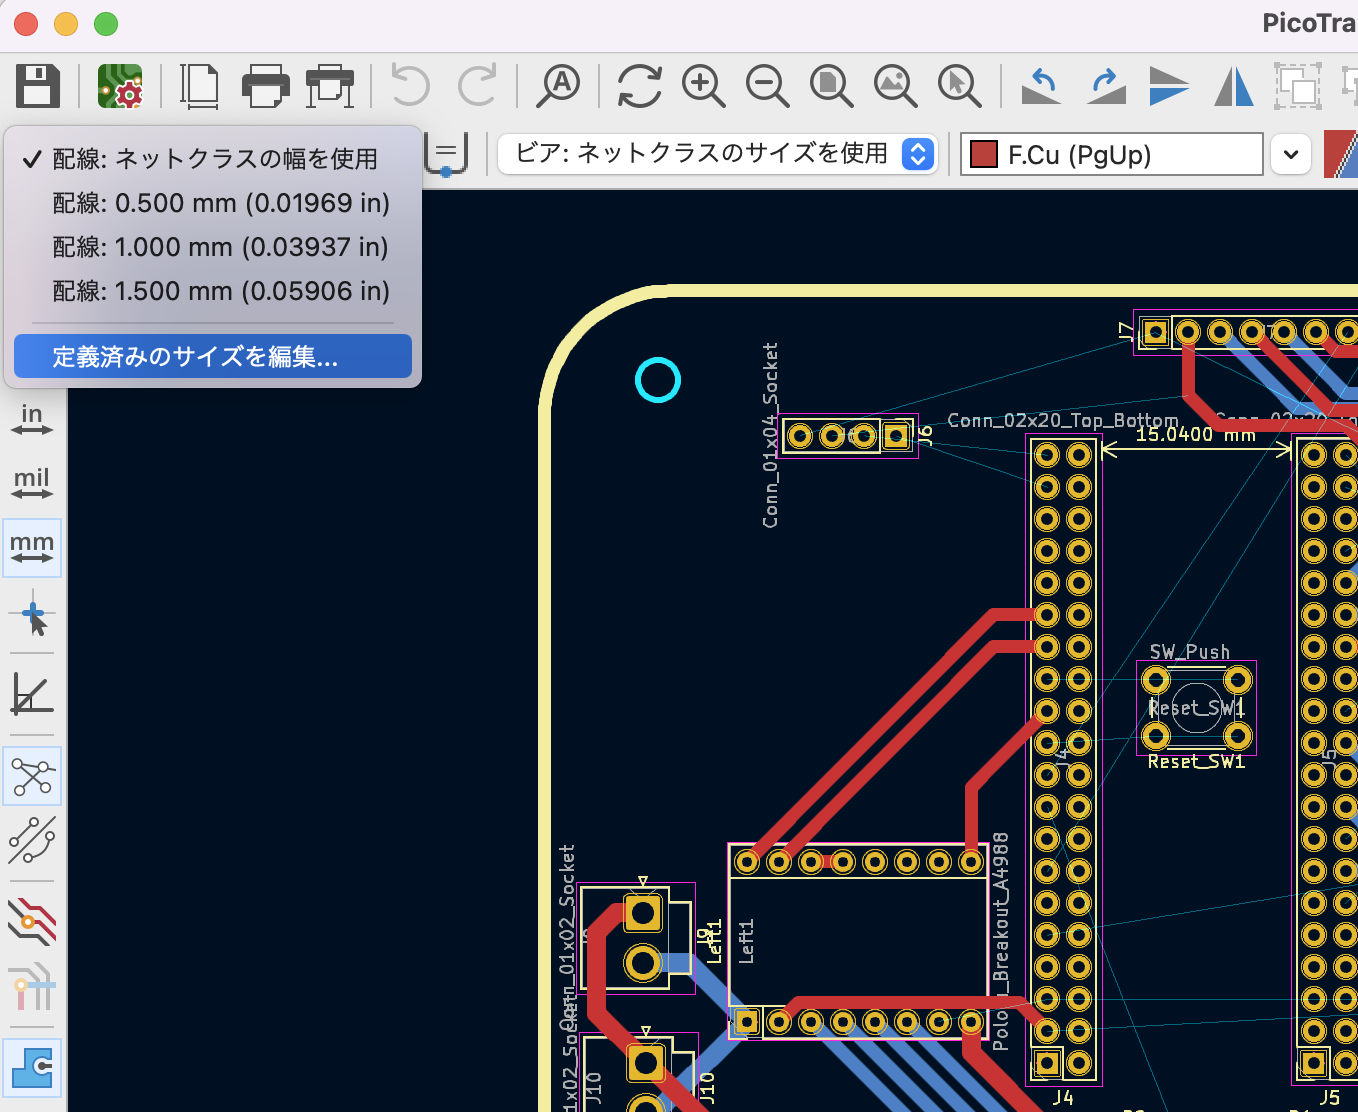 PicoTra
✓ 配線: ネットクラスの幅を使用
配線: 0.500 mm (0.01969 in)
配線: 1.000 mm (0.03937 in)
配線: 1.500 mm (0.05906 in)
定義済みのサイズを編集...
ビア: ネットクラスのサイズを使用
F.Cu (PgUp)
in
mil
mm
J7
Conn_01x04_Socket
J6
Conn_02x20_Top_Bottom
15.0400 mm
SW_Push
Reset_SW1
Reset_SW1
J4
J5
Conn_01x02_Socket
J9
Left1
Left1
Pololu_Breakout_A4988
J10
J10
1x02_Socket
J4
J5